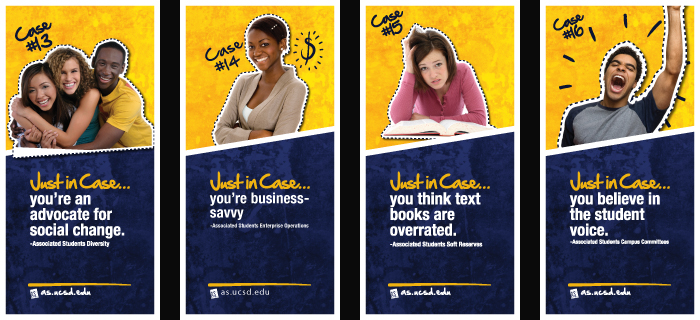 Case
#13
Just in Case...
you're an
advocate for
social change.
-Associated Students Diversity
as.ucsd.edu
Case
#14
$
Just in Case...
you're business-
savvy
-Associated Students Enterprise Operations
as.ucsd.edu
Case
#15
Just in Case...
you think text
books are
overrated.
-Associated Students Soft Reserves
as.ucsd.edu
Case
#16
Just in Case...
you believe in
the student
voice.
-Associated Students Campus Committees
as.ucsd.edu